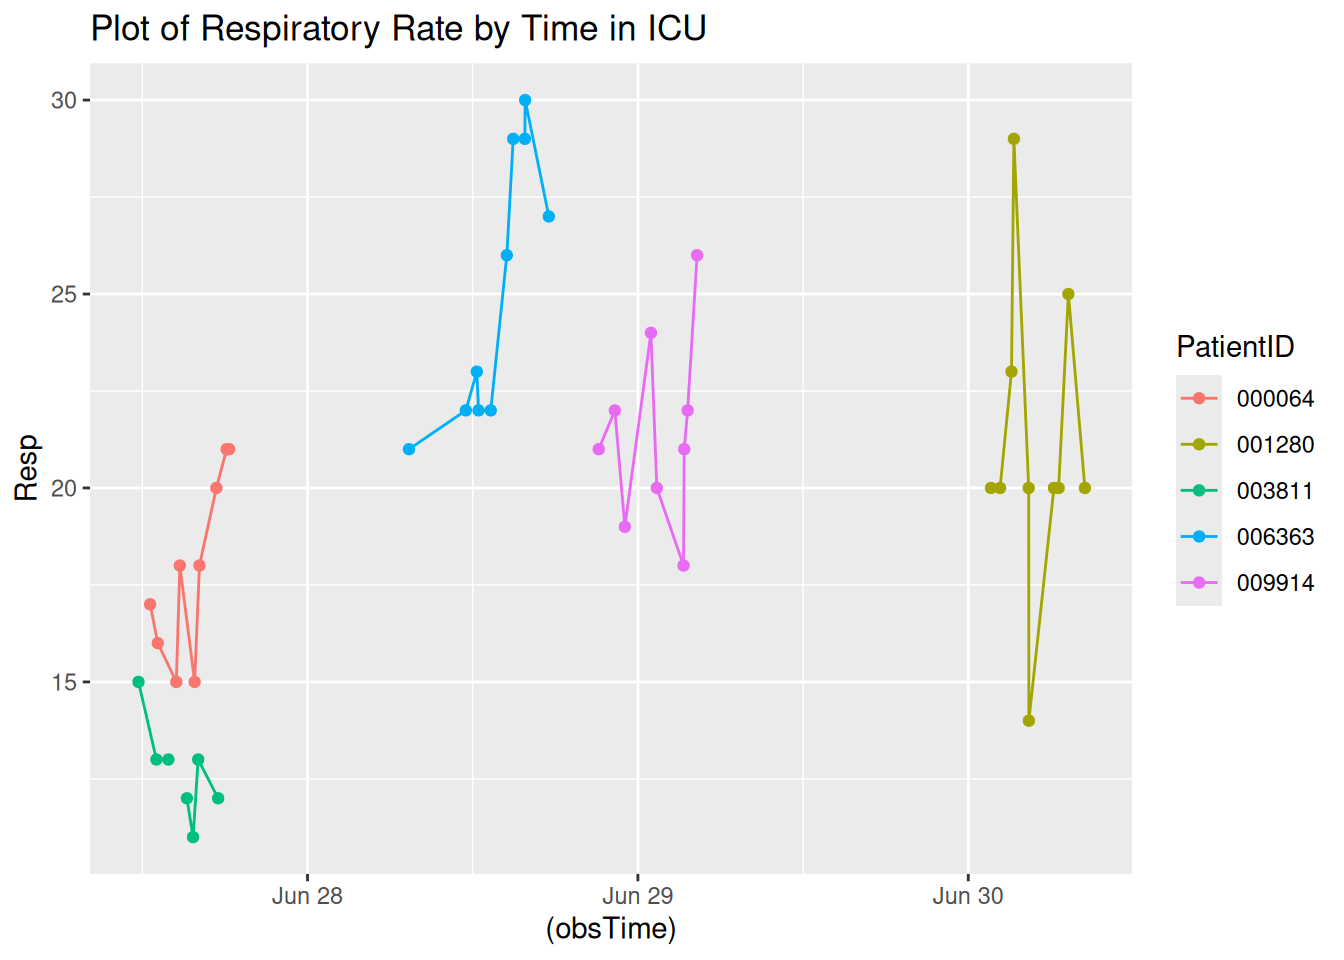 Plot of Respiratory Rate by Time in ICU
30
25
20
15
Resp
Jun 28
Jun 29
Jun 30
(obsTime)
PatientID
000064
001280
003811
006363
009914